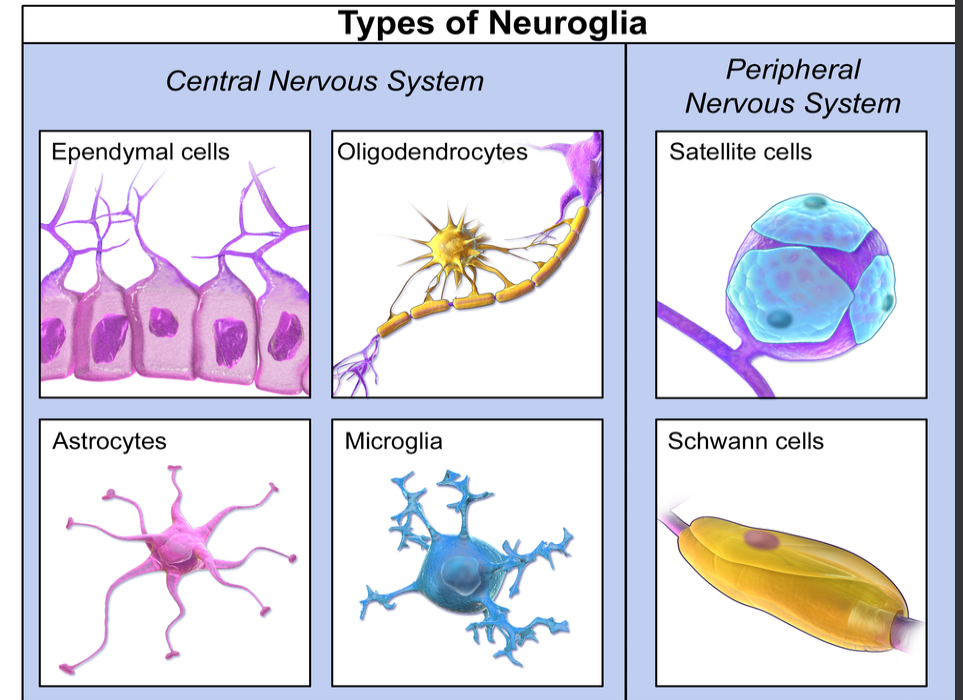 Types of Neuroglia
Central Nervous System
Peripheral
Nervous System
Ependymal cells
Oligodendrocytes
Satellite cells
Astrocytes
Microglia
Schwann cells